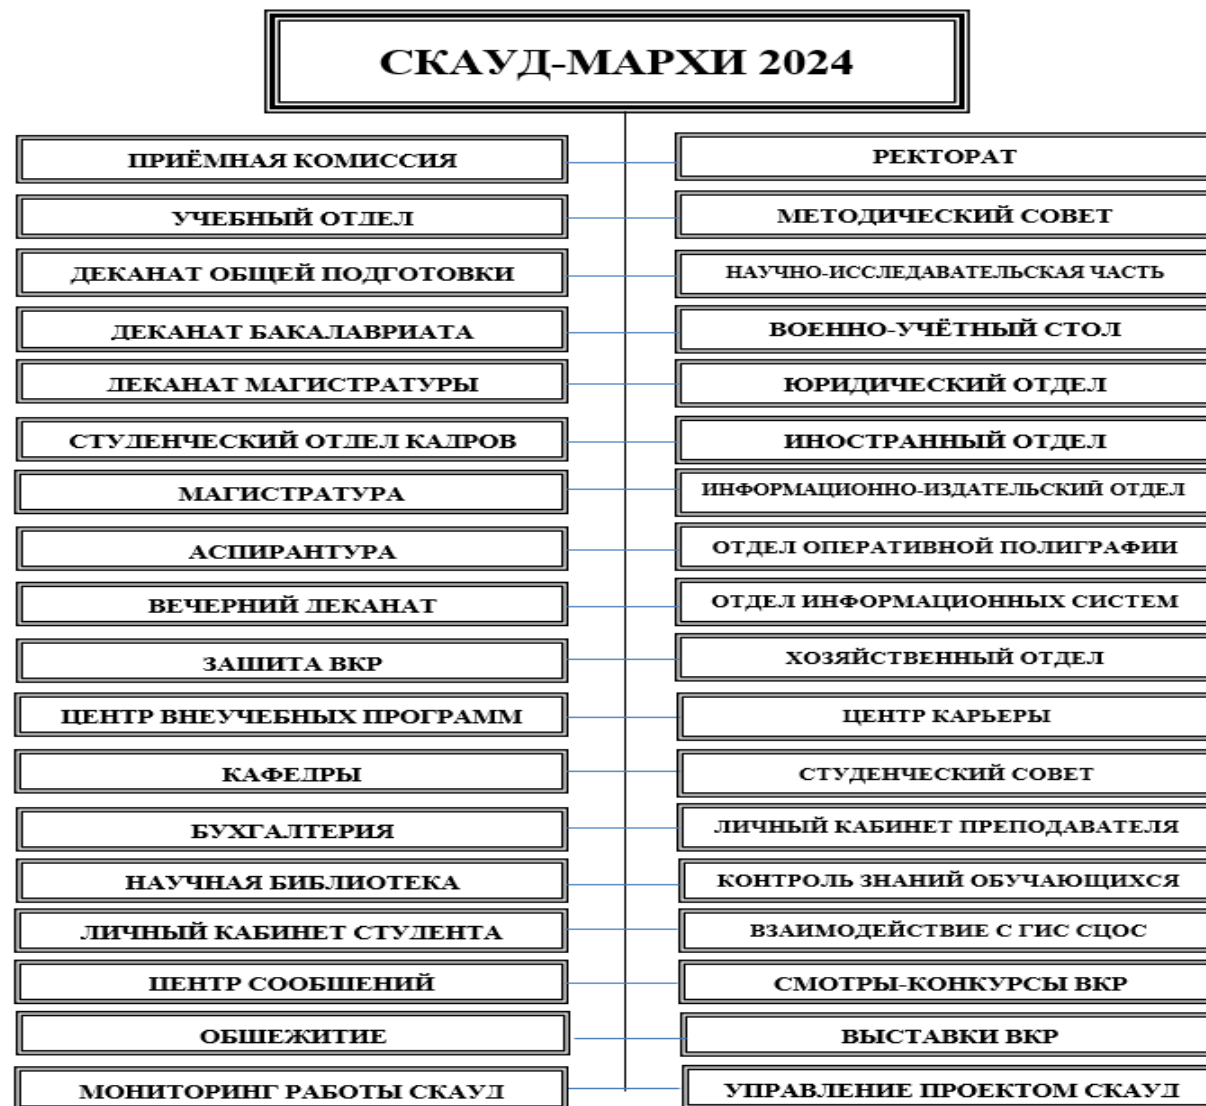 СКАУД-МАРХИ 2024
ПРИЁМНАЯ КОМИССИЯ
РЕКТОРАТ
УЧЕБНЫЙ ОТДЕЛ
МЕТОДИЧЕСКИЙ СОВЕТ
ДЕКАНАТ ОБЩЕЙ ПОДГОТОВКИ
НАУЧНО-ИССЛЕДАВАТЕЛЬСКАЯ ЧАСТЬ
ДЕКАНАТ БАКАЛАВРИАТА
ВОЕННО-УЧЁТНЫЙ СТОЛ
ДЕКАНАТ МАГИСТРАТУРЫ
ЮРИДИЧЕСКИЙ ОТДЕЛ
СТУДЕНЧЕСКИЙ ОТДЕЛ КАДРОВ
ИНОСТРАННЫЙ ОТДЕЛ
МАГИСТРАТУРА
ИНФОРМАЦИОННО-ИЗДАТЕЛЬСКИЙ ОТДЕЛ
АСПИРАНТУРА
ОТДЕЛ ОПЕРАТИВНОЙ ПОЛИГРАФИИ
ВЕЧЕРНИЙ ДЕКАНАТ
ОТДЕЛ ИНФОРМАЦИОННЫХ СИСТЕМ
ЗАЩИТА ВКР
ХОЗЯЙСТВЕННЫЙ ОТДЕЛ
ЦЕНТР ВНЕУЧЕБНЫХ ПРОГРАММ
ЦЕНТР КАРЬЕРЫ
КАФЕДРЫ
СТУДЕНЧЕСКИЙ СОВЕТ
БУХГАЛТЕРИЯ
ЛИЧНЫЙ КАБИНЕТ ПРЕПОДАВАТЕЛЯ
НАУЧНАЯ БИБЛИОТЕКА
КОНТРОЛЬ ЗНАНИЙ ОБУЧАЮЩИХСЯ
ЛИЧНЫЙ КАБИНЕТ СТУДЕНТА
ВЗАИМОДЕЙСТВИЕ С ГИС СЦОС
ЦЕНТР СООБЩЕНИЙ
СМОТРЫ-КОНКУРСЫ ВКР
ОБЩЕЖИТИЕ
ВЫСТАВКИ ВКР
МОНИТОРИНГ РАБОТЫ СКАУД
УПРАВЛЕНИЕ ПРОЕКТОМ СКАУД